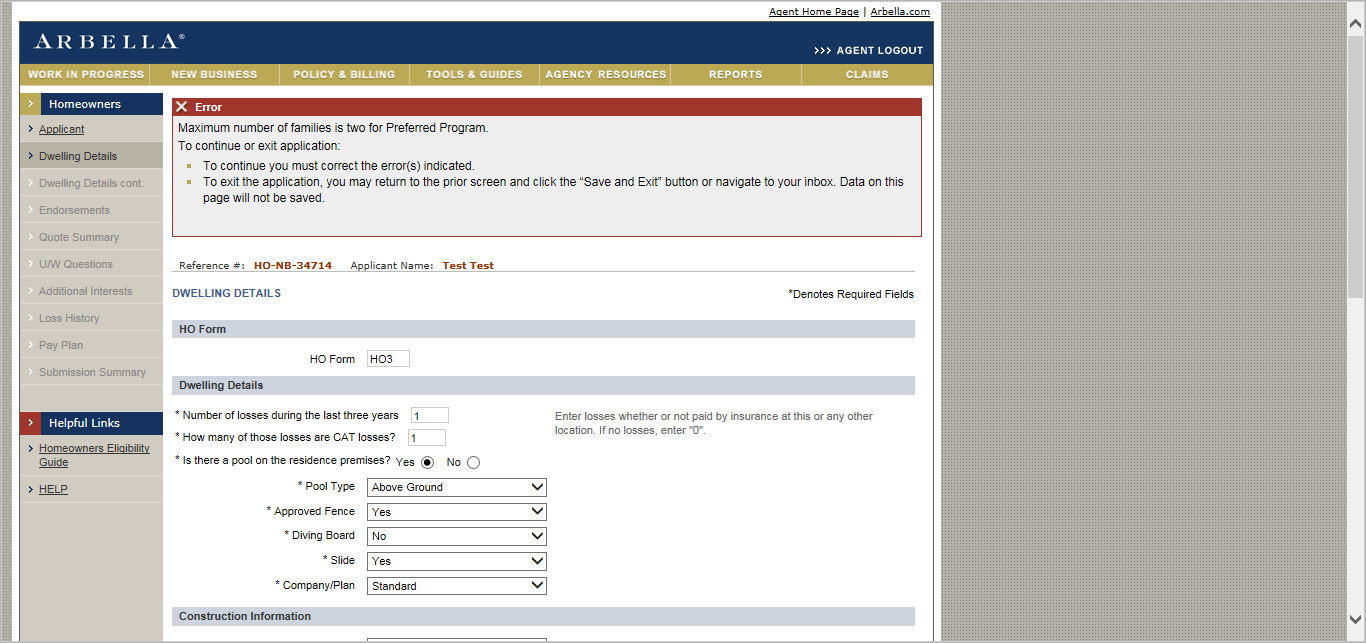 Agent Home Page | Arbella.com
ARBELLA®
>>> AGENT LOGOUT
WORK IN PROGRESS NEW BUSINESS POLICY & BILLING TOOLS & GUIDES AGENCY RESOURCES REPORTS CLAIMS
Homeowners
Applicant
Dwelling Details
Dwelling Details cont.
Endorsements
Quote Summary
U/W Questions
Additional Interests
Loss History
Pay Plan
Submission Summary
Helpful Links
Homeowners Eligibility
Guide
HELP
Error
Maximum number of families is two for Preferred Program.
To continue or exit application:
To continue you must correct the error(s) indicated.
To exit the application, you may return to the prior screen and click the “Save and Exit” button or navigate to your inbox. Data on this
page will not be saved.
Reference #: HO-NB-34714 Applicant Name: Test Test
DWELLING DETAILS *Denotes Required Fields
HO Form
HO Form HO3
Dwelling Details
* Number of losses during the last three years 1
Enter losses whether or not paid by insurance at this or any other
location. If no losses, enter "0".
* How many of those losses are CAT losses? 1
* Is there a pool on the residence premises? Yes No
* Pool Type Above Ground
* Approved Fence Yes
* Diving Board No
* Slide Yes
* Company/Plan Standard
Construction Information